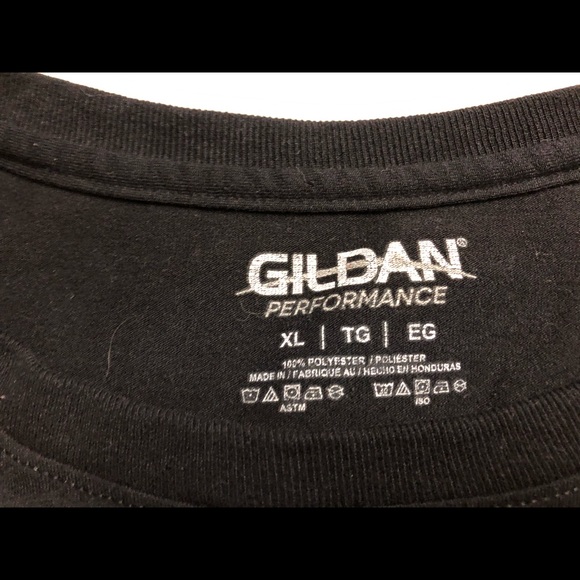 GILDAN®
PERFORMANCE
XL | TG | EG
100% POLYESTER / POLIÉSTER
MADE IN / FABRIQUÉ AU / HECHO EN HONDURAS
ASTM ISO